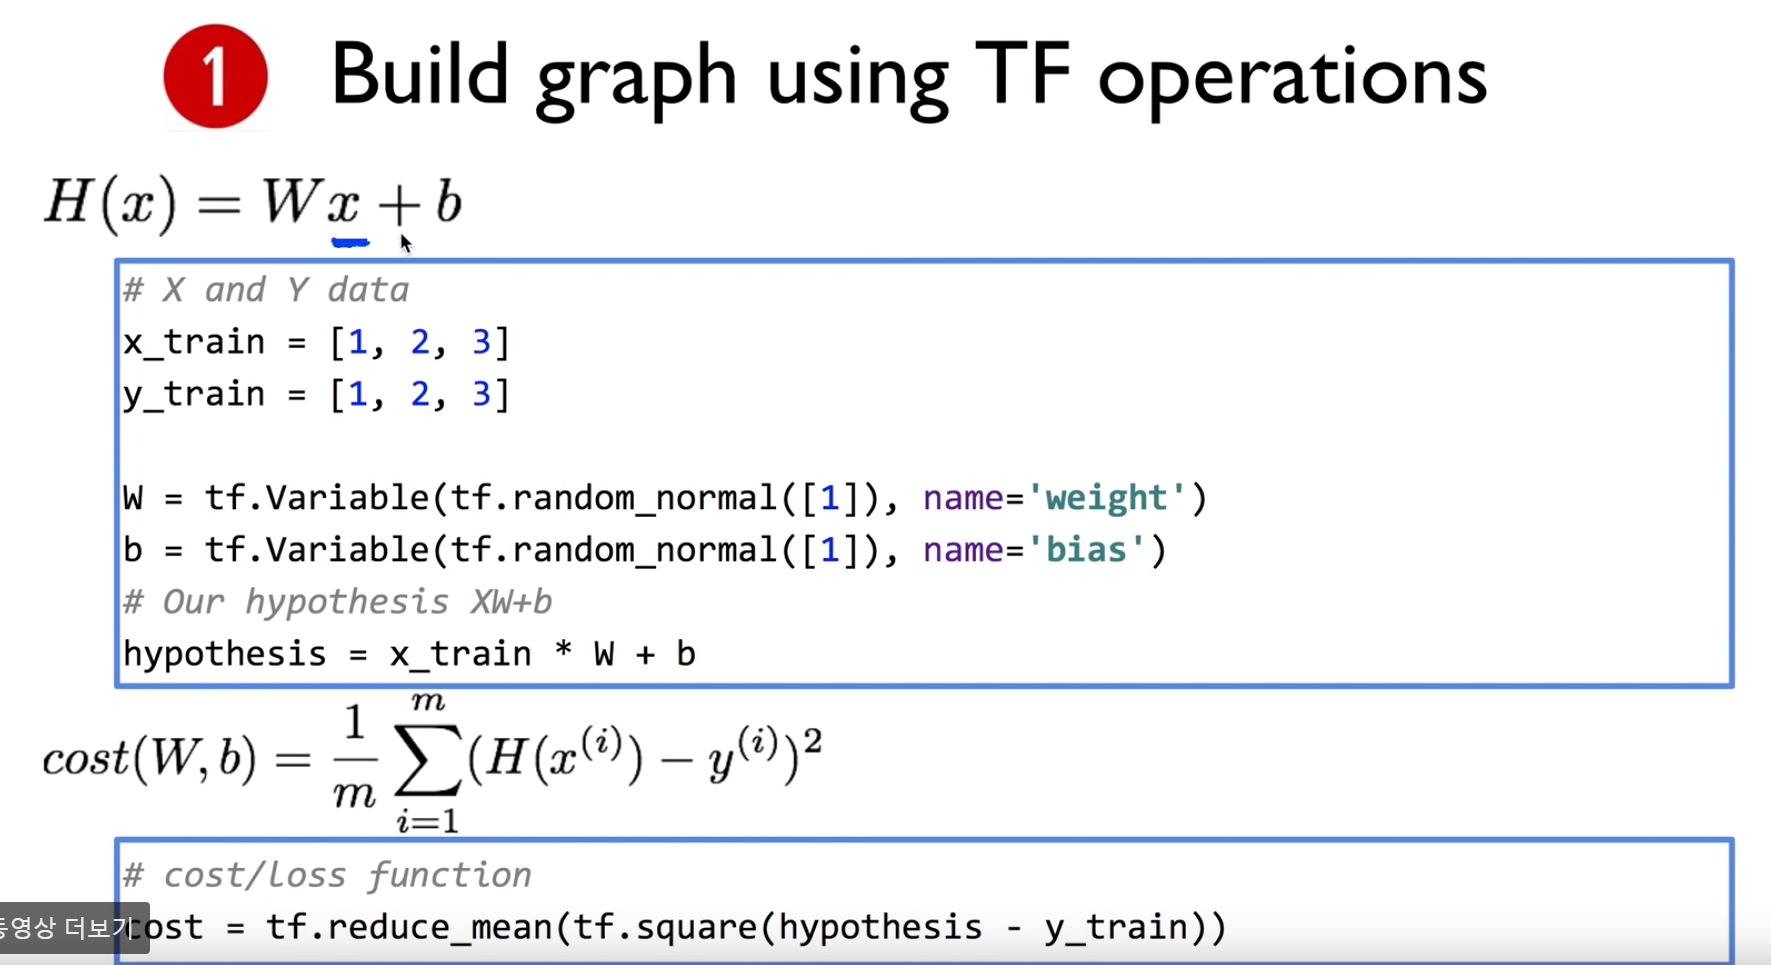 1 Build graph using TF operations
H(x) = Wx + b
# X and Y data
x_train = [1, 2, 3]
y_train = [1, 2, 3]
W = tf.Variable(tf.random_normal([1]), name='weight')
b = tf.Variable(tf.random_normal([1]), name='bias')
# Our hypothesis XW+b
hypothesis = x_train * W + b
cost(W, b) = \frac{1}{m} \sum_{i=1}^{m} (H(x^{(i)}) - y^{(i)})^2
# cost/loss function
cost = tf.reduce_mean(tf.square(hypothesis - y_train))
동영상 더보기